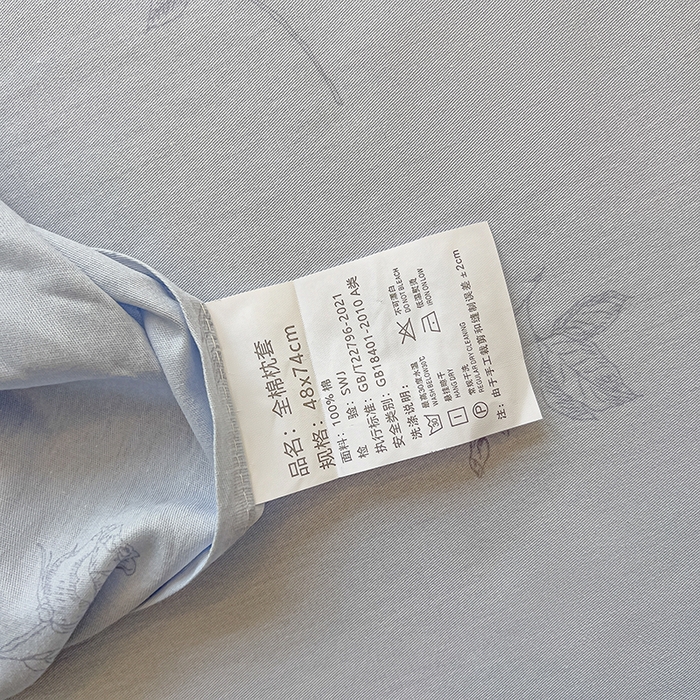 品名：全棉枕套
规格：48x74cm
面料：100%棉
检 验：SWJ
执行标准：GB/T22796-2021
安全类别：GB18401-2010 A类
洗涤说明：
30 最高30度水温
WASH BELOW30℃
不可漂白
DO NOT BLEACH
悬挂晾干
HANG DRY
低温熨烫
IRON ON LOW
P 常规干洗
REGULAR DRY CLEANING
注：由于手工裁剪和缝制误差±2cm